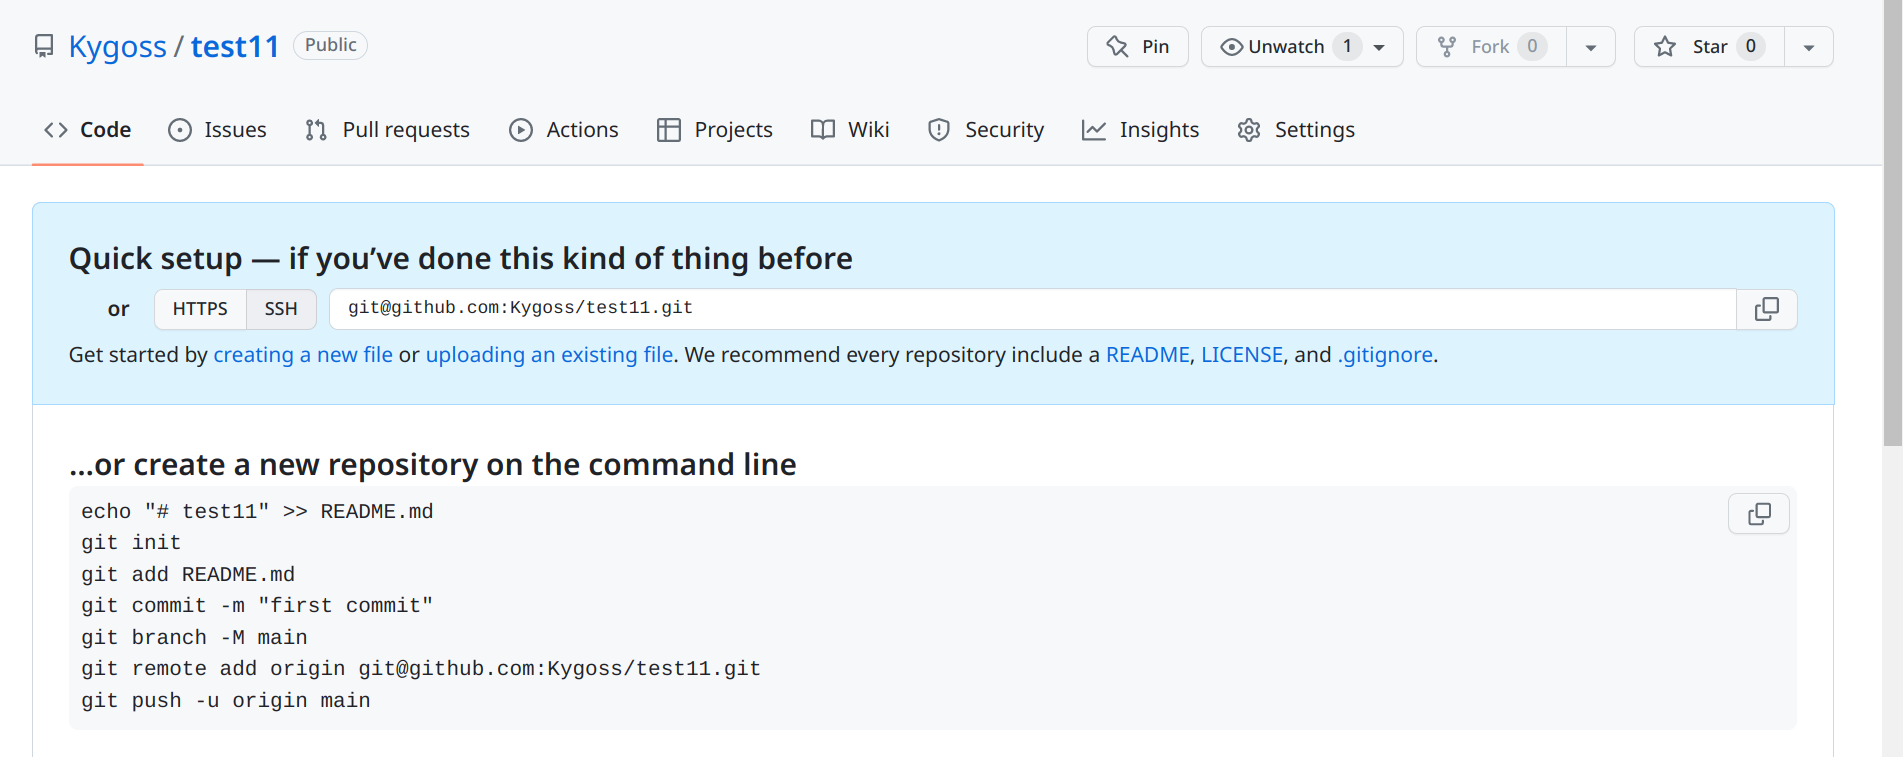 Kygoss / test11 Public Pin Unwatch 1 Fork 0 Star 0
Code Issues Pull requests Actions Projects Wiki Security Insights Settings
Quick setup — if you’ve done this kind of thing before
or HTTPS SSH git@github.com:Kygoss/test11.git
Get started by creating a new file or uploading an existing file. We recommend every repository include a README, LICENSE, and .gitignore.
…or create a new repository on the command line
echo "# test11" >> README.md
git init
git add README.md
git commit -m "first commit"
git branch -M main
git remote add origin git@github.com:Kygoss/test11.git
git push -u origin main